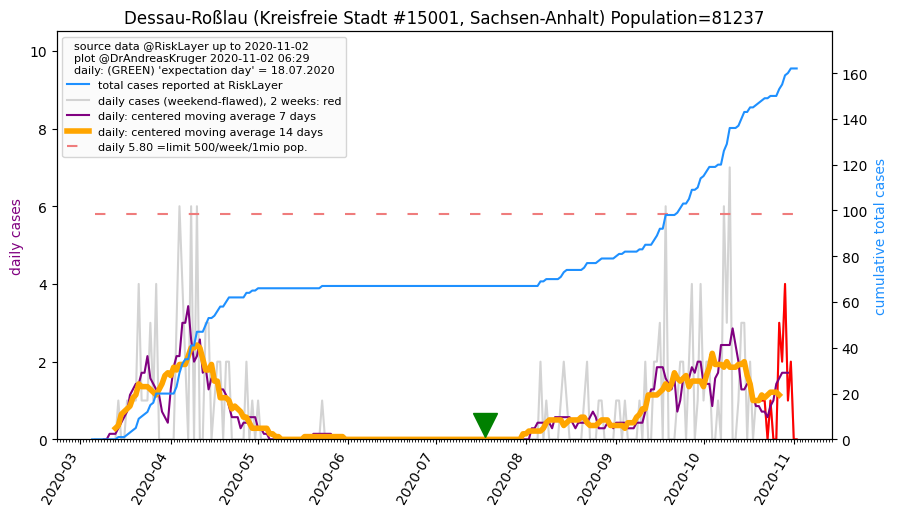 Dessau-Roßlau (Kreisfreie Stadt #15001, Sachsen-Anhalt) Population=81237
source data @RiskLayer up to 2020-11-02
plot @DrAndreasKruger 2020-11-02 06:29
daily: (GREEN) 'expectation day' = 18.07.2020
total cases reported at RiskLayer
daily cases (weekend-flawed), 2 weeks: red
daily: centered moving average 7 days
daily: centered moving average 14 days
daily 5.80 =limit 500/week/1mio pop.
daily cases
10
8
6
4
2
0
cumulative total cases
160
140
120
100
80
60
40
20
0
2020-03
2020-04
2020-05
2020-06
2020-07
2020-08
2020-09
2020-10
2020-11